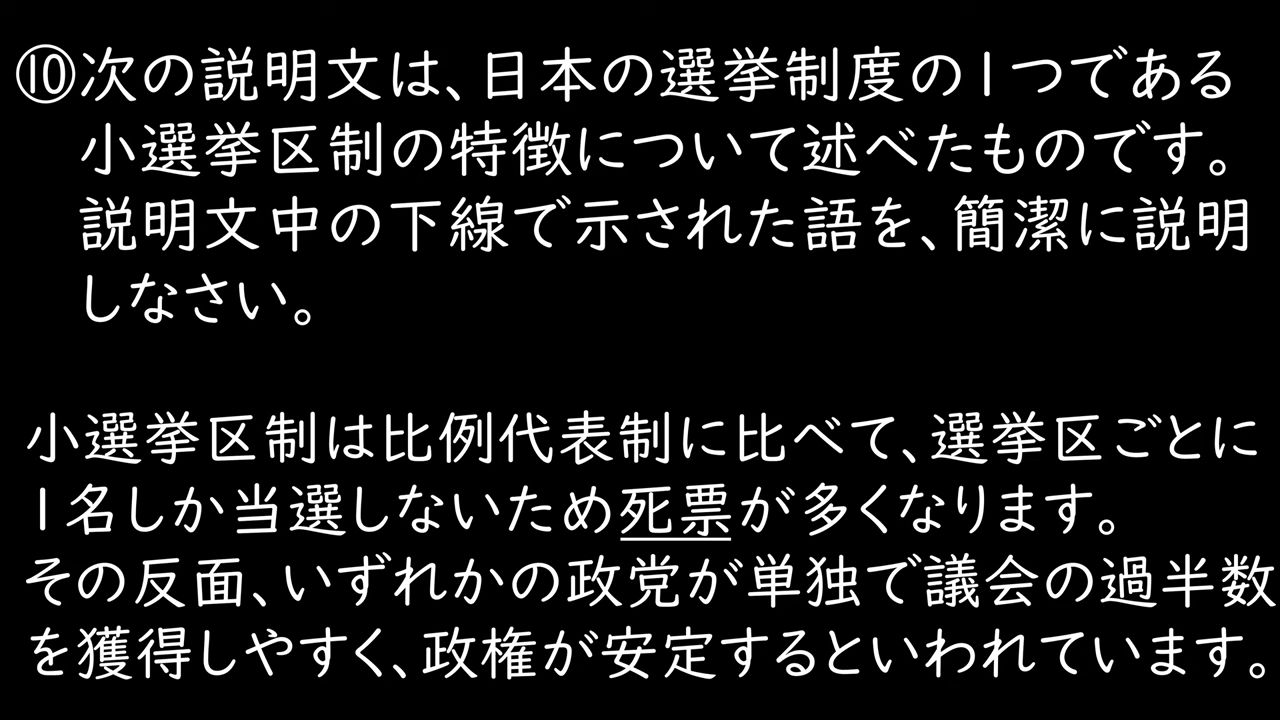 ⑩次の説明文は、日本の選挙制度の1つである
小選挙区制の特徴について述べたものです。
説明文中の下線で示された語を、簡潔に説明
しなさい。
小選挙区制は比例代表制に比べて、選挙区ごとに
1名しか当選しないため死票が多くなります。
その反面、いずれかの政党が単独で議会の過半数
を獲得しやすく、政権が安定するといわれています。